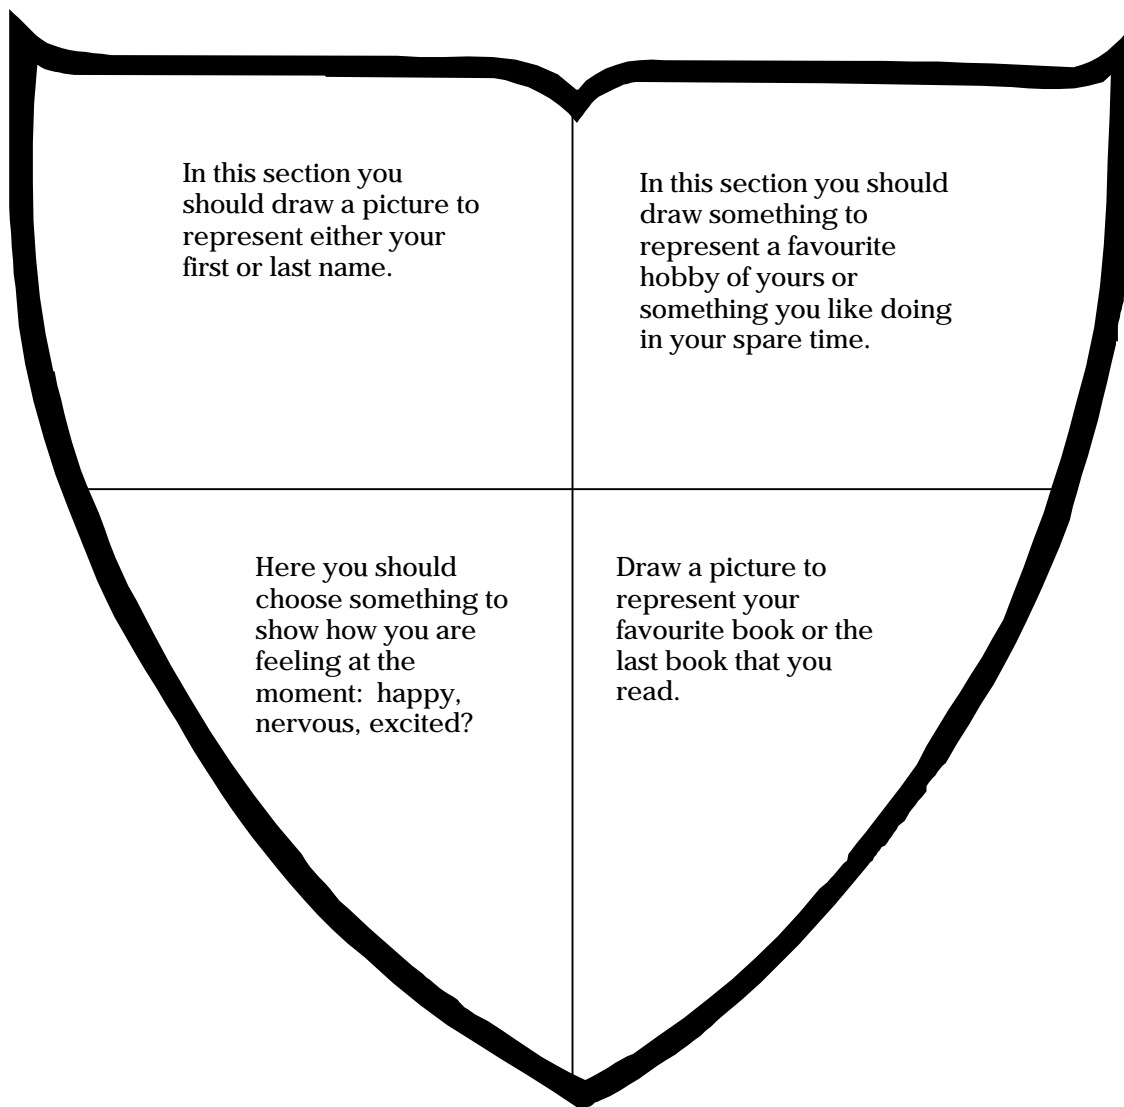 In this section you
should draw a picture to
represent either your
first or last name.
In this section you should
draw something to
represent a favourite
hobby of yours or
something you like doing
in your spare time.
Here you should
choose something to
show how you are
feeling at the
moment:  happy,
nervous, excited?
Draw a picture to
represent your
favourite book or the
last book that you
read.